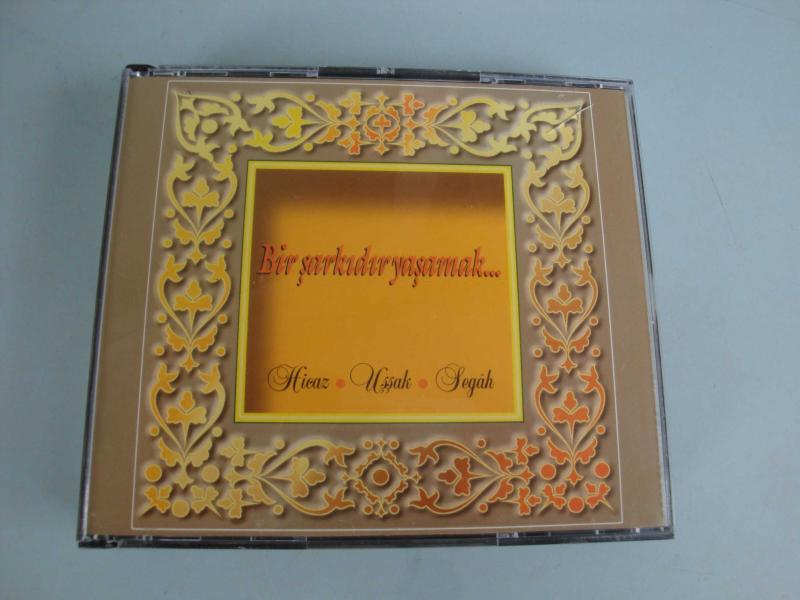 Bir şarkıdır yaşamak...
Hicaz • Uşşak • Segâh